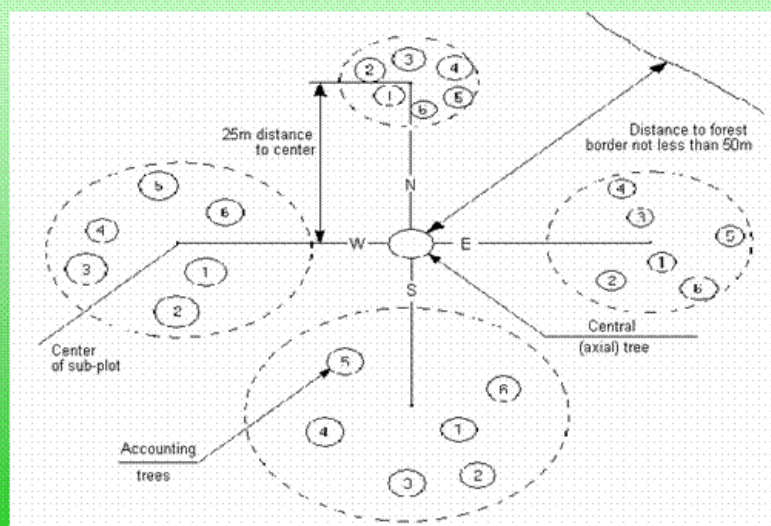 2
3
4
1
5
6
25m distance
to center
Distance to forest
border not less than 50m
N
5
6
4
3
1
2
W
E
S
4
3
5
1
2
6
Center
of sub-plot
Central
(axial) tree
5
6
4
1
3
2
Accounting
trees